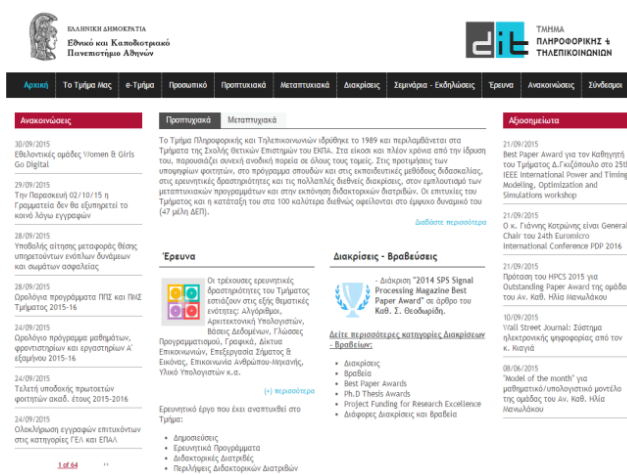 ΕΛΛΗΝΙΚΗ ΔΗΜΟΚΡΑΤΙΑ
Εθνικό και Καποδιστριακό
Πανεπιστήμιο Αθηνών
dit
ΤΜΗΜΑ
ΠΛΗΡΟΦΟΡΙΚΗΣ &
ΤΗΛΕΠΙΚΟΙΝΩΝΙΩΝ
Αρχική Το Τμήμα Μας e-Τμήμα Προσωπικό Προπτυχιακά Μεταπτυχιακά Διακρίσεις Σεμινάρια - Εκδηλώσεις Έρευνα Ανακοινώσεις Σύνδεσμοι
Ανακοινώσεις
30/09/2015
Εθελοντικές ομάδες Women & Girls
Go Digital
29/09/2015
Την Παρασκευή 02/10/15 η
Γραμματεία δεν θα εξυπηρετεί το
κοινό λόγω εγγραφών
28/09/2015
Υποβολής αίτησης μεταφοράς θέσης
υπηρετούντων ενόπλων δυνάμεων
και σωμάτων ασφαλείας
28/09/2015
Ωρολόγια προγράμματα ΠΠΣ και ΠΜΣ
Τμήματος 2015-16
24/09/2015
Ωρολόγιο πρόγραμμα μαθημάτων,
φροντιστηρίων και εργαστηρίων Α'
εξαμήνου 2015-16
24/09/2015
Τελετή υποδοχής πρωτοετών
φοιτητών ακαδ. έτους 2015-2016
24/09/2015
Ολοκλήρωση εγγραφών επιτυχόντων
στις κατηγορίες ΓΕΛ και ΕΠΑΛ
1 of 64 ››
Προπτυχιακά Μεταπτυχιακά
Το Τμήμα Πληροφορικής και Τηλεπικοινωνιών ιδρύθηκε το 1989 και περιλαμβάνεται στα
Τμήματα της Σχολής Θετικών Επιστημών του ΕΚΠΑ. Στα είκοσι και πλέον χρόνια από την ίδρυση
του, παρουσιάζει συνεχή ανοδική πορεία σε όλους τους τομείς. Στις προτιμήσεις των
υποψηφίων φοιτητών, στο πρόγραμμα σπουδών και στις εκπαιδευτικές μεθόδους διδασκαλίας,
στις ερευνητικές δραστηριότητες και τις πολλαπλές διεθνείς διακρίσεις, στον εμπλουτισμό των
μεταπτυχιακών προγραμμάτων και στην εκπόνηση διδακτορικών διατριβών. Οι επιτυχίες του
Τμήματος και η κατάταξη του στα 100 καλύτερα διεθνώς οφείλονται στο έμψυχο δυναμικό του
(47 μέλη ΔΕΠ).
Διαβάστε περισσότερα
Έρευνα
Οι τρέχουσες ερευνητικές
δραστηριότητες του Τμήματος
εστιάζουν στις εξής θεματικές
ενότητες: Αλγόριθμοι,
Αρχιτεκτονική Υπολογιστών,
Βάσεις Δεδομένων, Γλώσσες
Προγραμματισμού, Γραφικά, Δίκτυα
Επικοινωνιών, Επεξεργασία Σήματος &
Εικόνας, Επικοινωνία Ανθρώπου-Μηχανής,
Υλικό Υπολογιστών κ.α.
(+) περισσότερα
Ερευνητικό έργο που έχει αναπτυχθεί στο
Τμήμα:
• Δημοσιεύσεις
• Ερευνητικά Προγράμματα
• Διδακτορικές Διατριβές
• Περιλήψεις Διδακτορικών Διατριβών
Διακρίσεις - Βραβεύσεις
- Διάκριση "2014 SPS Signal
Processing Magazine Best
Paper Award" σε άρθρο του
Καθ. Σ. Θεοδωρίδη.
Δείτε περισσότερες κατηγορίες Διακρίσεων
- Βραβείων:
• Διακρίσεις
• Βραβεία
• Best Paper Awards
• Ph.D Thesis Awards
• Project Funding for Research Excellence
• Διάφορες Διακρίσεις και Βραβεία
Αξιοσημείωτα
21/09/2015
Best Paper Award για τον Καθηγητή
του Τμήματος Δ.Γκιζόπουλο στο 25th
IEEE International Power and Timing
Modeling, Optimization and
Simulations workshop
21/09/2015
Ο κ. Γιάννης Κοτρώνης είναι General
Chair του 24th Euromicro
International Conference PDP 2016
21/09/2015
Πρόταση του HPCS 2015 για
Outstanding Paper Award της ομάδας
του Αν. Καθ. Ηλία Μανωλάκου
10/09/2015
Wall Street Journal: Σύστημα
ηλεκτρονικής ψηφοφορίας από τον
κ. Κιαγιά
08/06/2015
"Model of the month" για
μαθηματικό/υπολογιστικό μοντέλο
της ομάδας του Αν. Καθ. Ηλία
Μανωλάκου